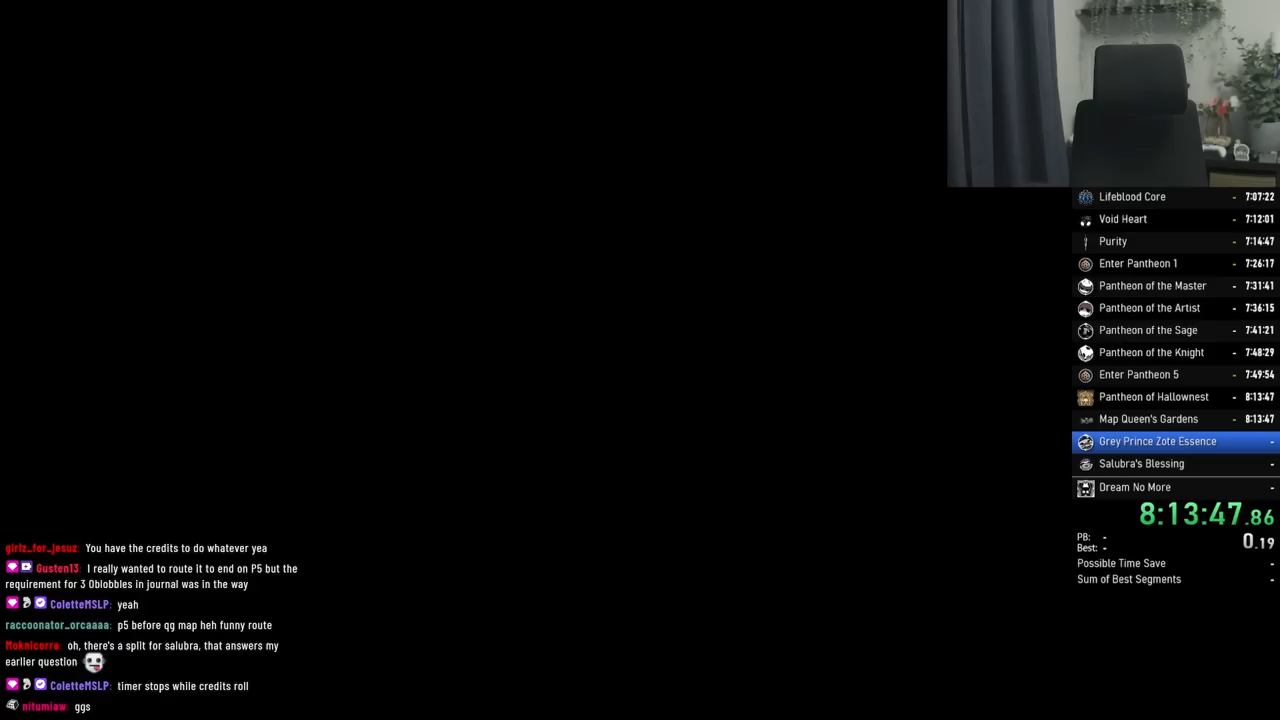 Lifeblood Core - 7:07:22
Void Heart - 7:12:01
Purity - 7:14:47
Enter Pantheon 1 - 7:26:17
Pantheon of the Master - 7:31:41
Pantheon of the Artist - 7:36:15
Pantheon of the Sage - 7:41:21
Pantheon of the Knight - 7:48:29
Enter Pantheon 5 - 7:49:54
Pantheon of Hallownest - 8:13:47
Map Queen's Gardens - 8:13:47
Grey Prince Zote Essence -
Salubra's Blessing -
Dream No More -
8:13:47.86
PB: - 0.19
Best: -
Possible Time Save -
Sum of Best Segments -
girlz_for_jesuz: You have the credits to do whatever yea
Gusten13: I really wanted to route it to end on P5 but the
requirement for 3 Oblobbles in journal was in the way
ColetteMSLP: yeah
raccoonator_orcaaaa: p5 before qg map heh funny route
Moknicorra: oh, there's a split for salubra, that answers my
earlier question
ColetteMSLP: timer stops while credits roll
nitumiaw: ggs